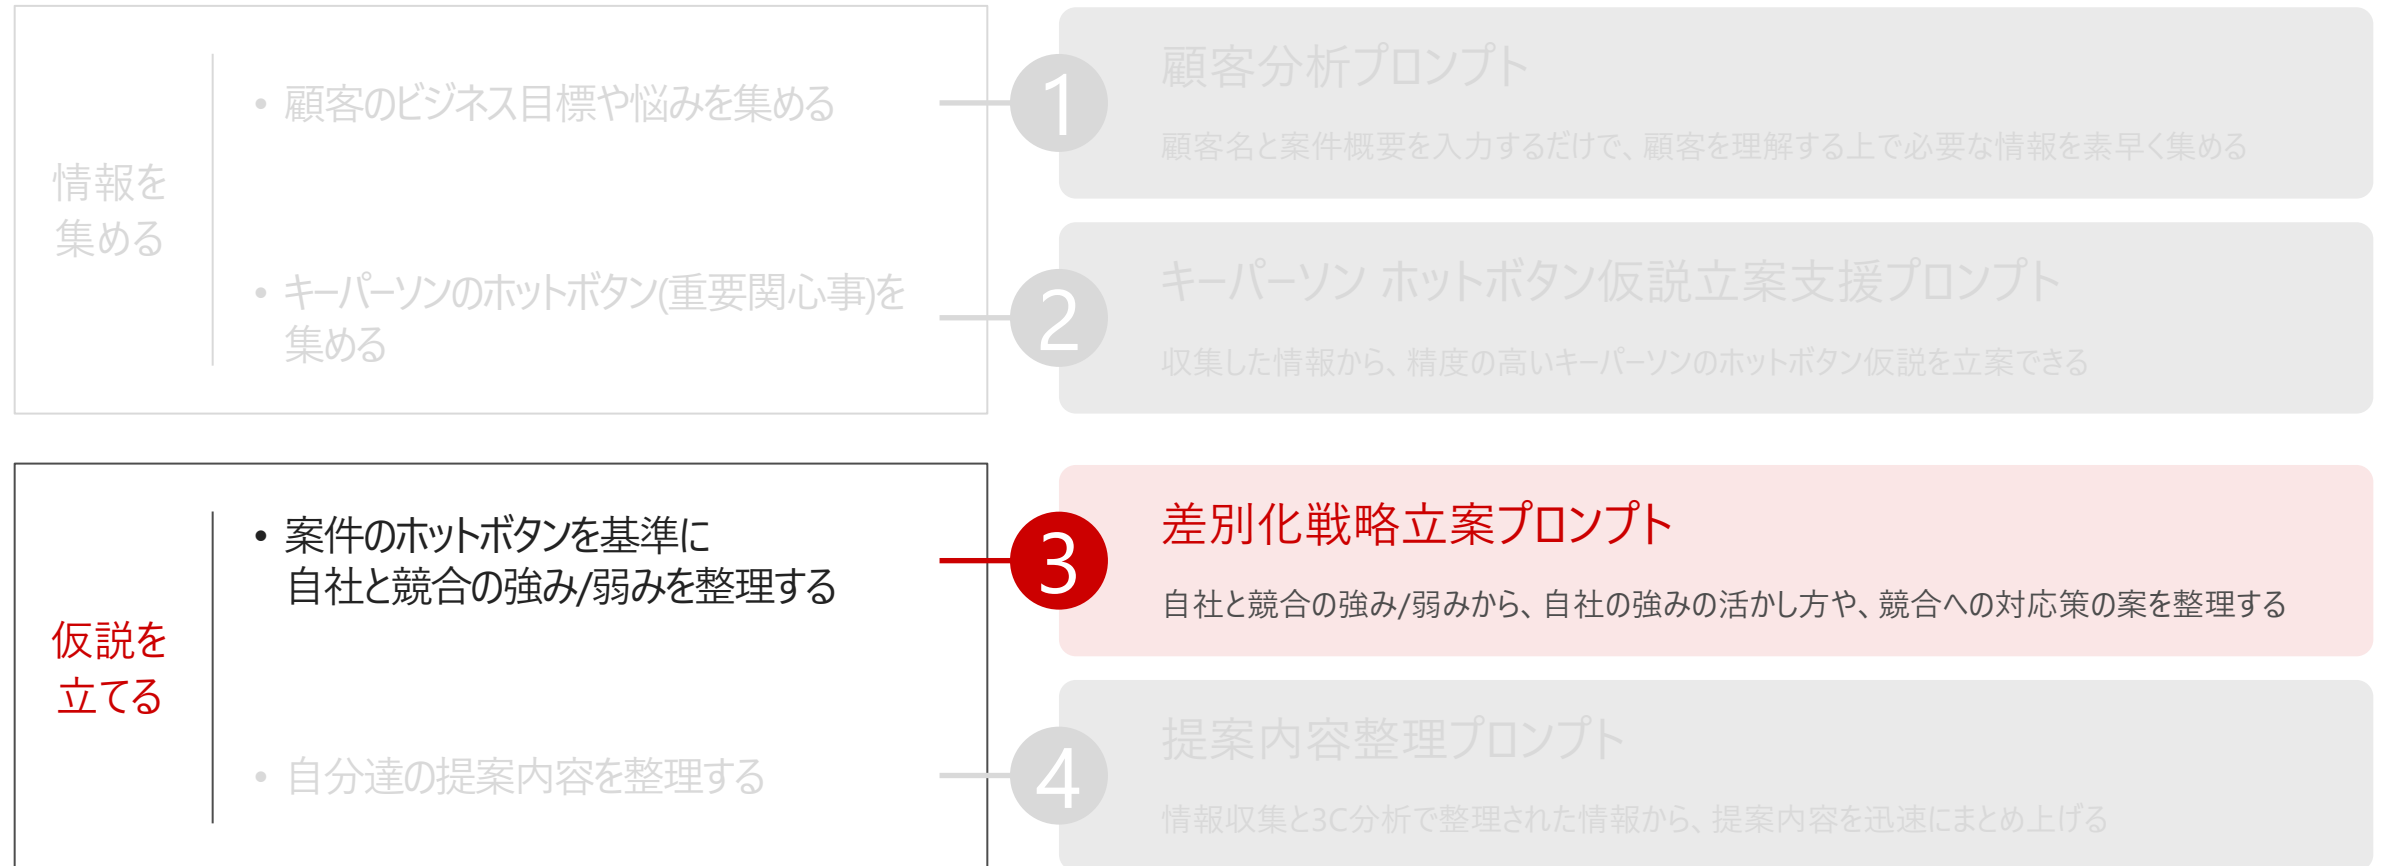 情報を
集める
• 顧客のビジネス目標や悩みを集める
• キーパーソンのホットボタン(重要関心事)を
集める
1
顧客分析プロンプト
顧客名と案件概要を入力するだけで、顧客を理解する上で必要な情報を素早く集める
2
キーパーソン ホットボタン仮説立案支援プロンプト
収集した情報から、精度の高いキーパーソンのホットボタン仮説を立案できる
仮説を
立てる
• 案件のホットボタンを基準に
自社と競合の強み/弱みを整理する
• 自分達の提案内容を整理する
3
差別化戦略立案プロンプト
自社と競合の強み/弱みから、自社の強みの活かし方や、競合への対応策の案を整理する
4
提案内容整理プロンプト
情報収集と3C分析で整理された情報から、提案内容を迅速にまとめ上げる